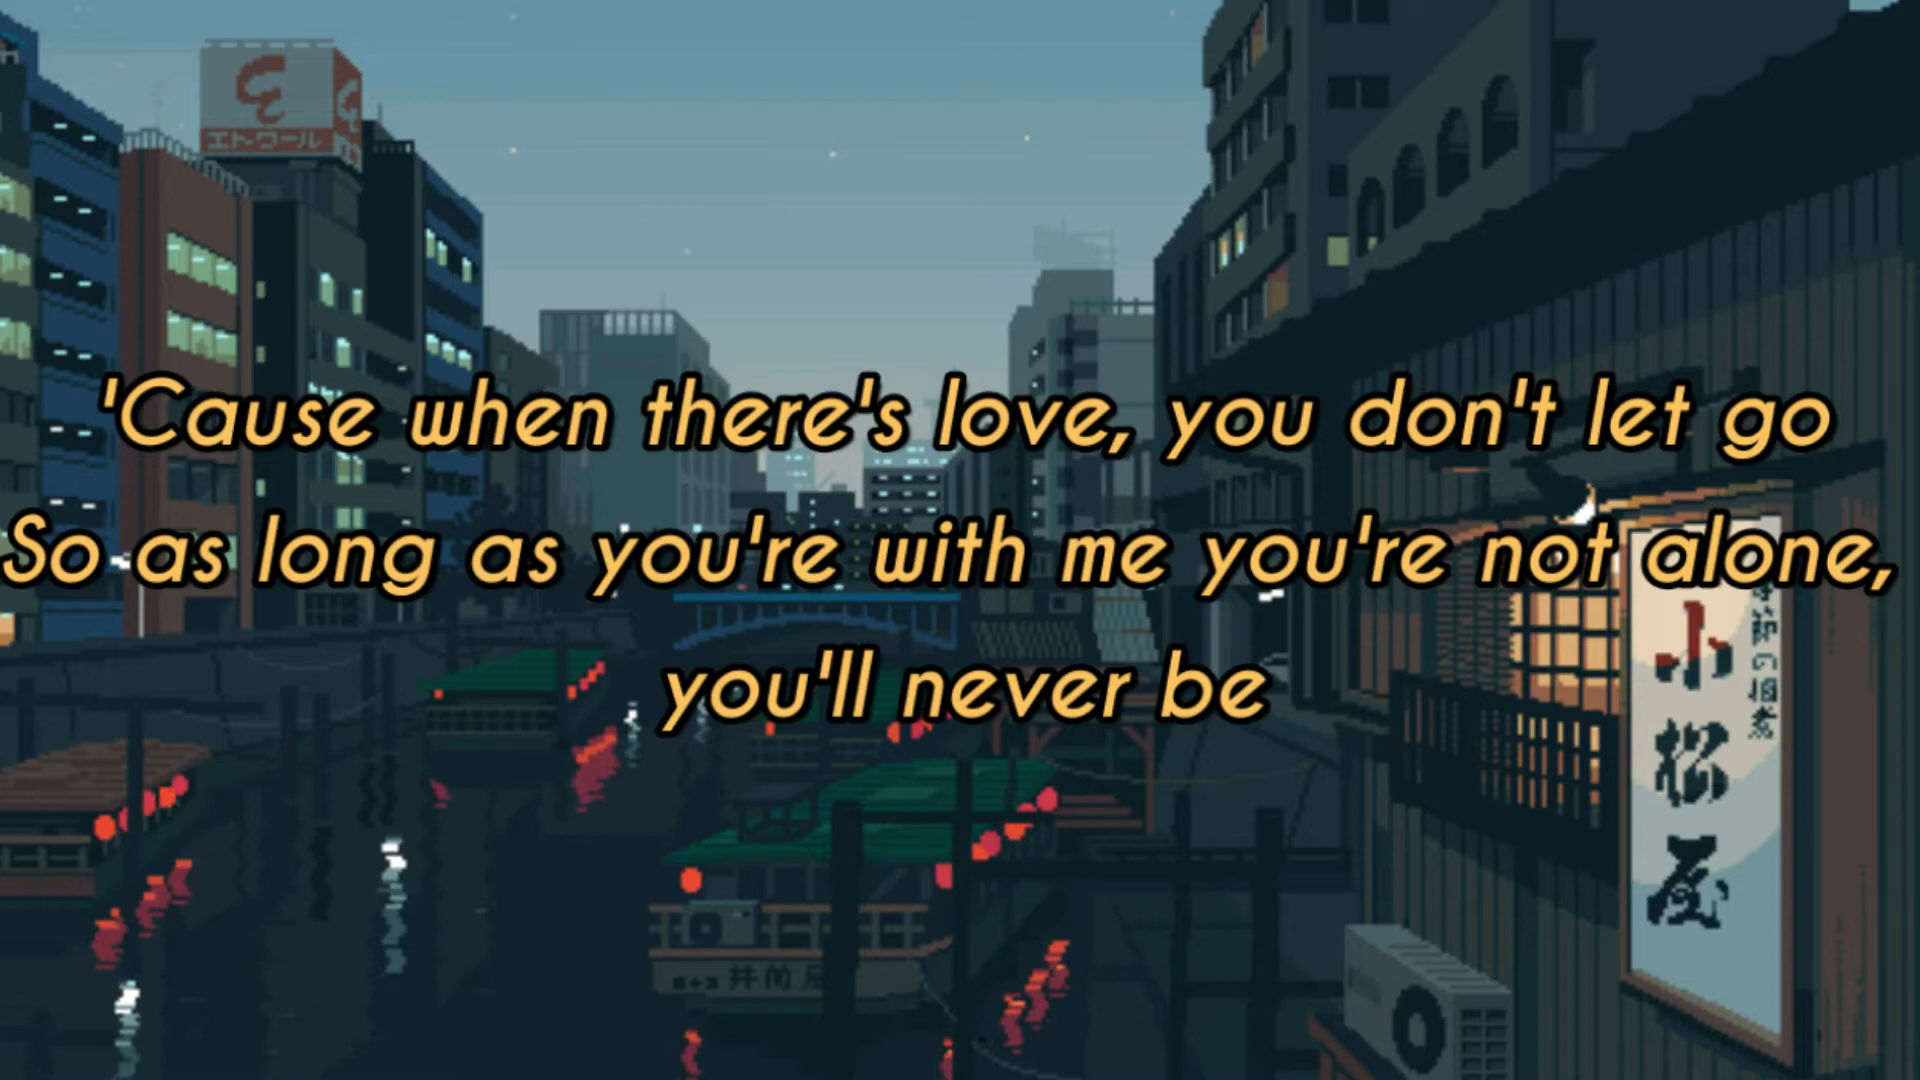 エトワール
'Cause when there's love, you don't let go
So as long as you're with me you're not alone,
you'll never be
小松屋